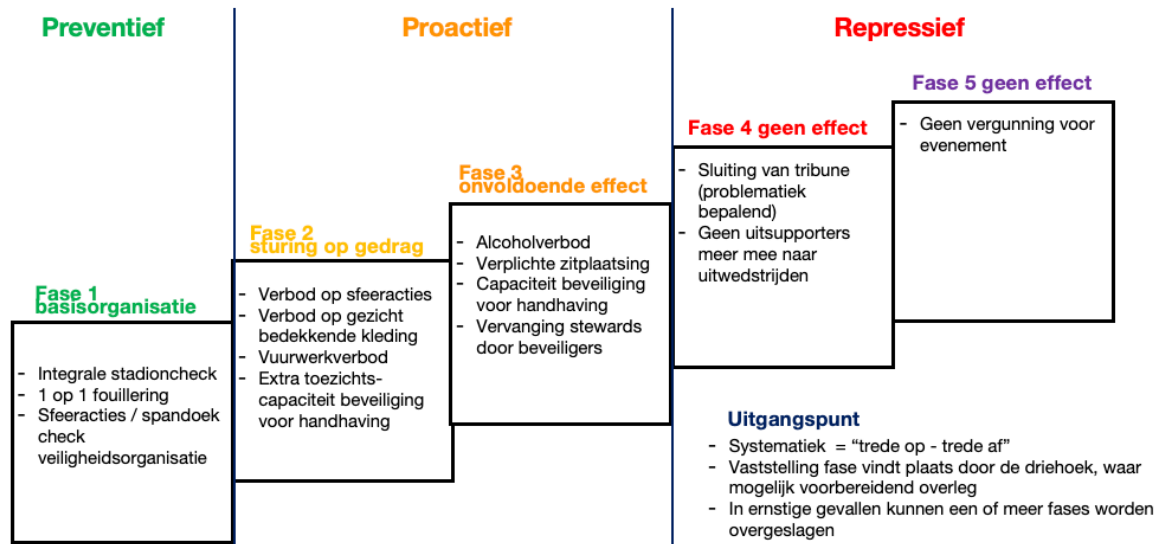 Preventief
Proactief
Repressief
Fase 1
basisorganisatie
- Integrale stadioncheck
- 1 op 1 fouillering
- Sfeeracties / spandoek
check
veiligheidsorganisatie
Fase 2
sturing op gedrag
- Verbod op sfeeracties
- Verbod op gezicht
bedekkende kleding
- Vuurwerkverbod
- Extra toezichts-
capaciteit beveiliging
voor handhaving
Fase 3
onvoldoende effect
- Alcoholverbod
- Verplichte zitplaatsing
- Capaciteit beveiliging
voor handhaving
- Vervanging stewards
door beveiligers
Fase 4 geen effect
- Sluiting van tribune
(problematiek
bepalend)
- Geen uitsupporters
meer mee naar
uitwedstrijden
Fase 5 geen effect
- Geen vergunning voor
evenement
Uitgangspunt
- Systematiek = “trede op - trede af”
- Vaststelling fase vindt plaats door de driehoek, waar
mogelijk voorbereidend overleg
- In ernstige gevallen kunnen een of meer fases worden
overgeslagen